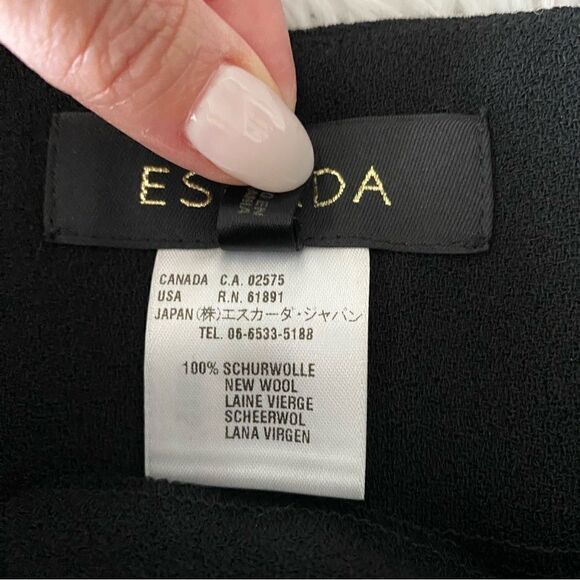 ES DA
CANADA C.A. 02575
USA R.N. 61891
JAPAN (株)エスカーダ・ジャパン
TEL. 06-6533-5188
100% SCHURWOLLE
NEW WOOL
LAINE VIERGE
SCHEERWOL
LANA VIRGEN